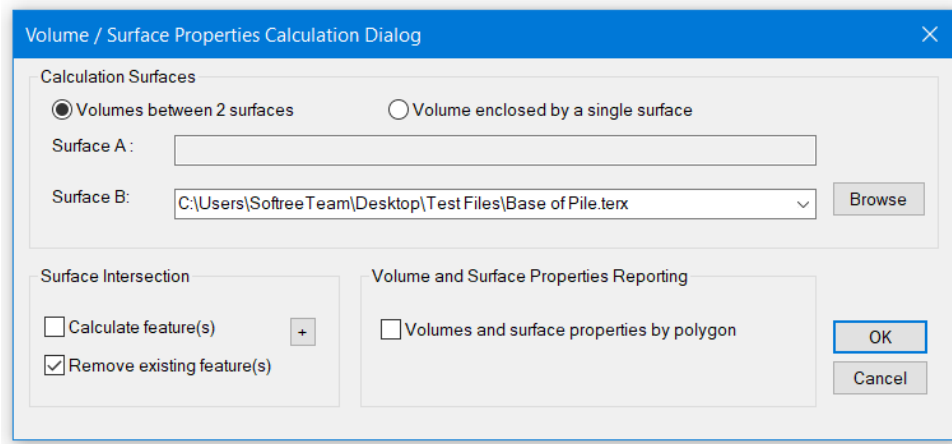 Volume / Surface Properties Calculation Dialog
Calculation Surfaces
Volumes between 2 surfaces
Volume enclosed by a single surface
Surface A :
Surface B:
C:\Users\SoftreeTeam\Desktop\Test Files\Base of Pile.terx
Browse
Surface Intersection
Volume and Surface Properties Reporting
Calculate feature(s)
+
Volumes and surface properties by polygon
Remove existing feature(s)
OK
Cancel